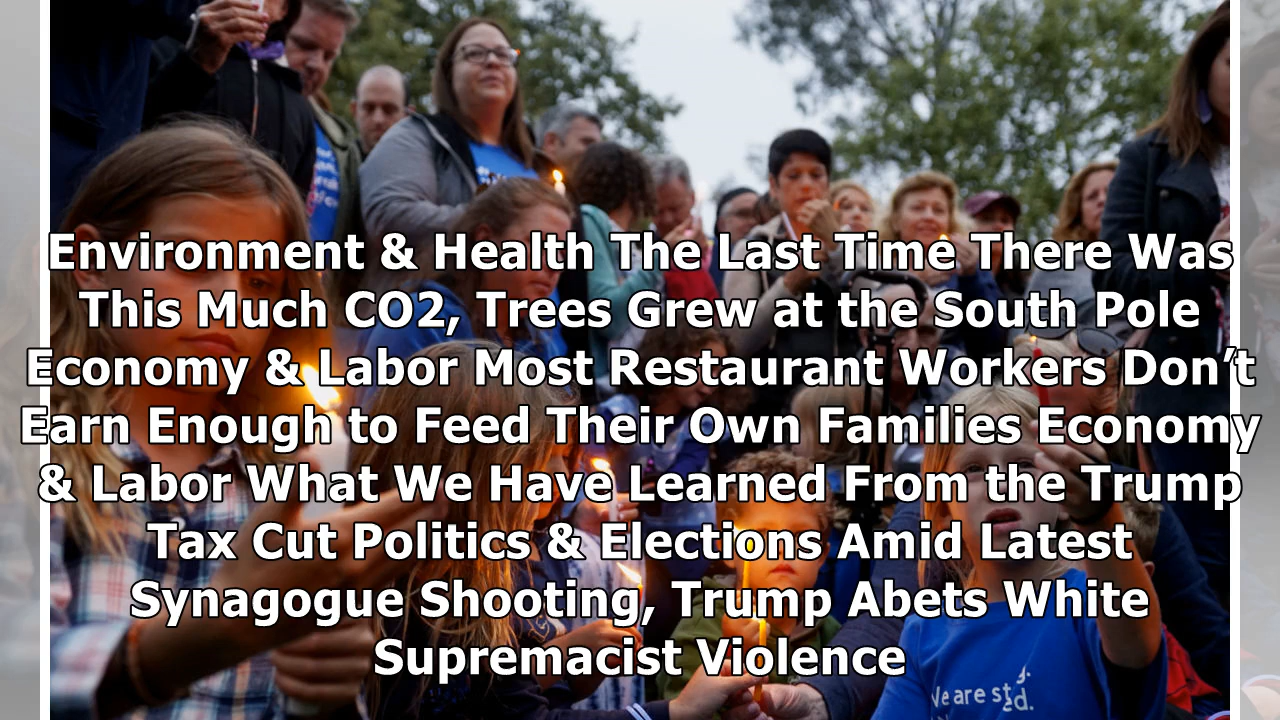 Environment & Health The Last Time There Was
This Much CO2, Trees Grew at the South Pole
Economy & Labor Most Restaurant Workers Don’t
Earn Enough to Feed Their Own Families Economy
& Labor What We Have Learned From the Trump
Tax Cut Politics & Elections Amid Latest
Synagogue Shooting, Trump Abets White
Supremacist Violence